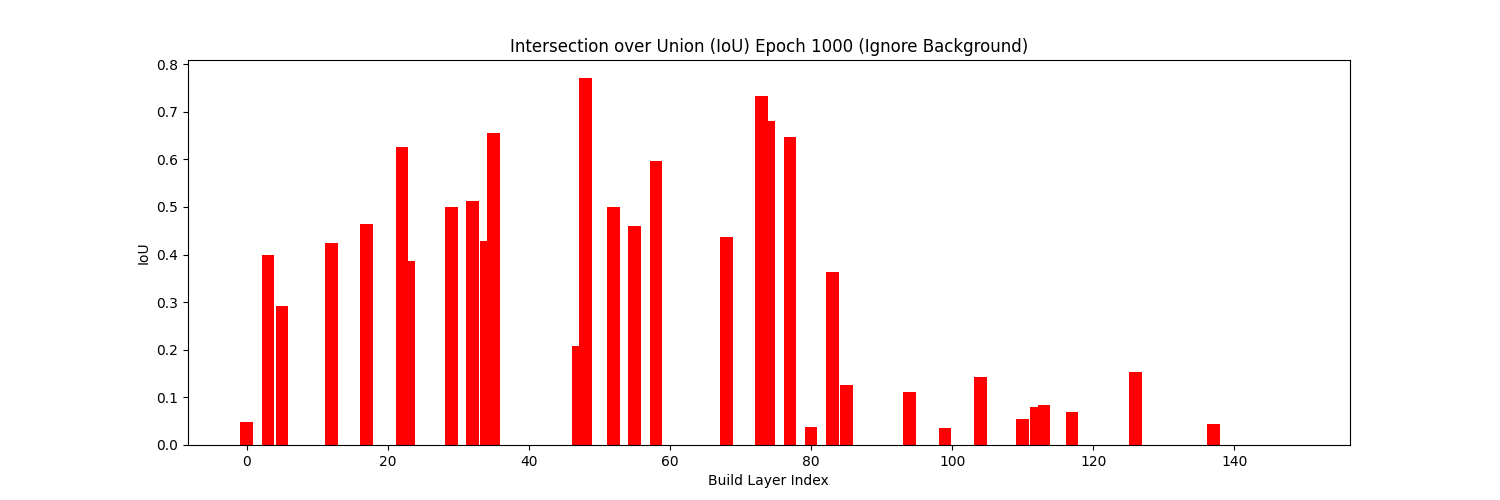 Intersection over Union (IoU) Epoch 1000 (Ignore Background)
0.8
0.7
0.6
0.5
0.4
0.3
0.2
0.1
0.0
IoU
0 20 40 60 80 100 120 140
Build Layer Index